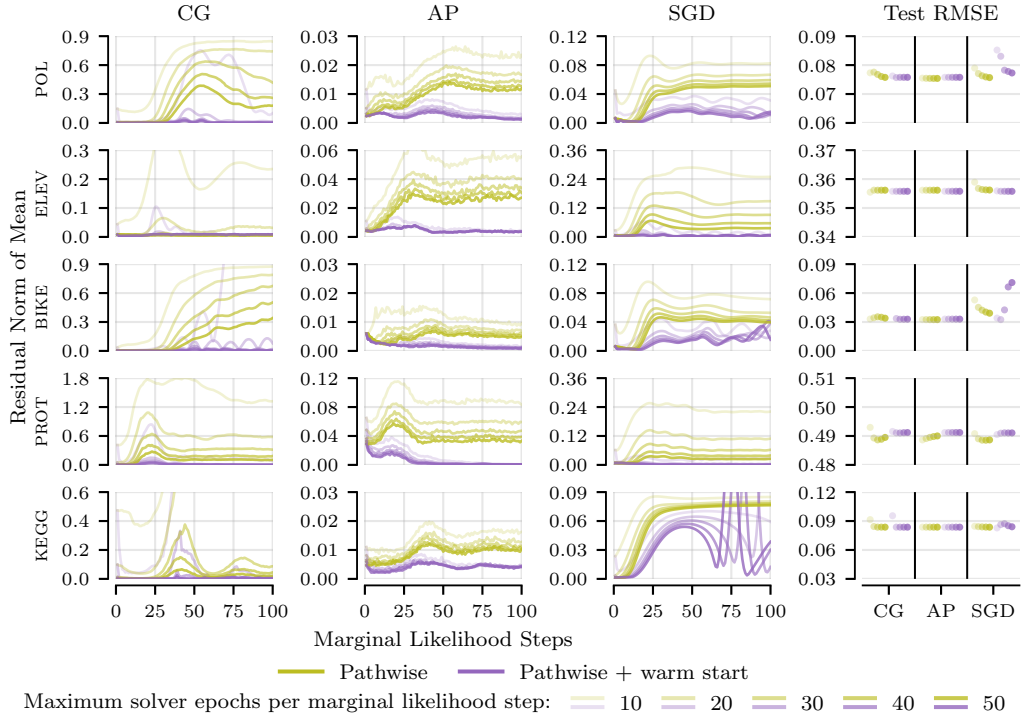 CG AP SGD Test RMSE
Residual Norm of Mean
POL
0.9 0.6 0.3 0.0
0.03 0.02 0.01 0.00
0.12 0.08 0.04 0.00
0.09 0.08 0.07 0.06
ELEV
0.3 0.2 0.1 0.0
0.06 0.04 0.02 0.00
0.36 0.24 0.12 0.00
0.37 0.36 0.35 0.34
BIKE
0.9 0.6 0.3 0.0
0.03 0.02 0.01 0.00
0.12 0.08 0.04 0.00
0.09 0.06 0.03 0.00
PROT
1.8 1.2 0.6 0.0
0.12 0.08 0.04 0.00
0.36 0.24 0.12 0.00
0.51 0.50 0.49 0.48
KEGG
0.6 0.4 0.2 0.0
0.03 0.02 0.01 0.00
0.09 0.06 0.03 0.00
0.12 0.09 0.06 0.03
0 25 50 75 100
0 25 50 75 100
0 25 50 75 100
CG AP SGD
Marginal Likelihood Steps
Pathwise Pathwise + warm start
Maximum solver epochs per marginal likelihood step: 10 20 30 40 50